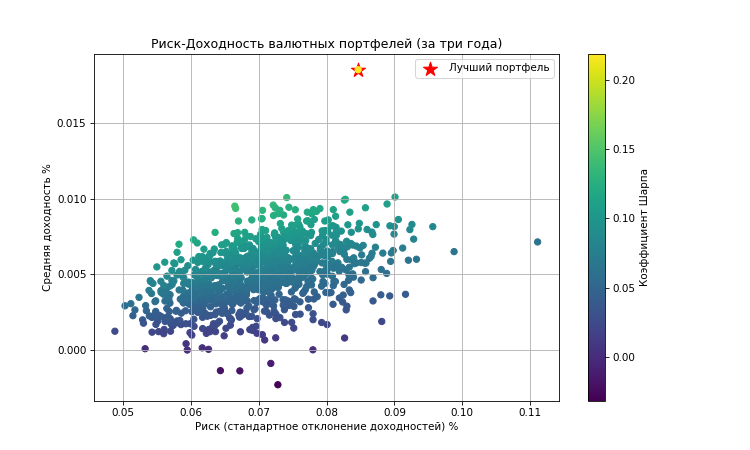 Риск-Доходность валютных портфелей (за три года)
Лучший портфель
Средняя доходность %
0.015
0.010
0.005
0.000
0.05 0.06 0.07 0.08 0.09 0.10 0.11
Риск (стандартное отклонение доходностей) %
0.20
0.15
0.10
0.05
0.00
Коэффициент Шарпа